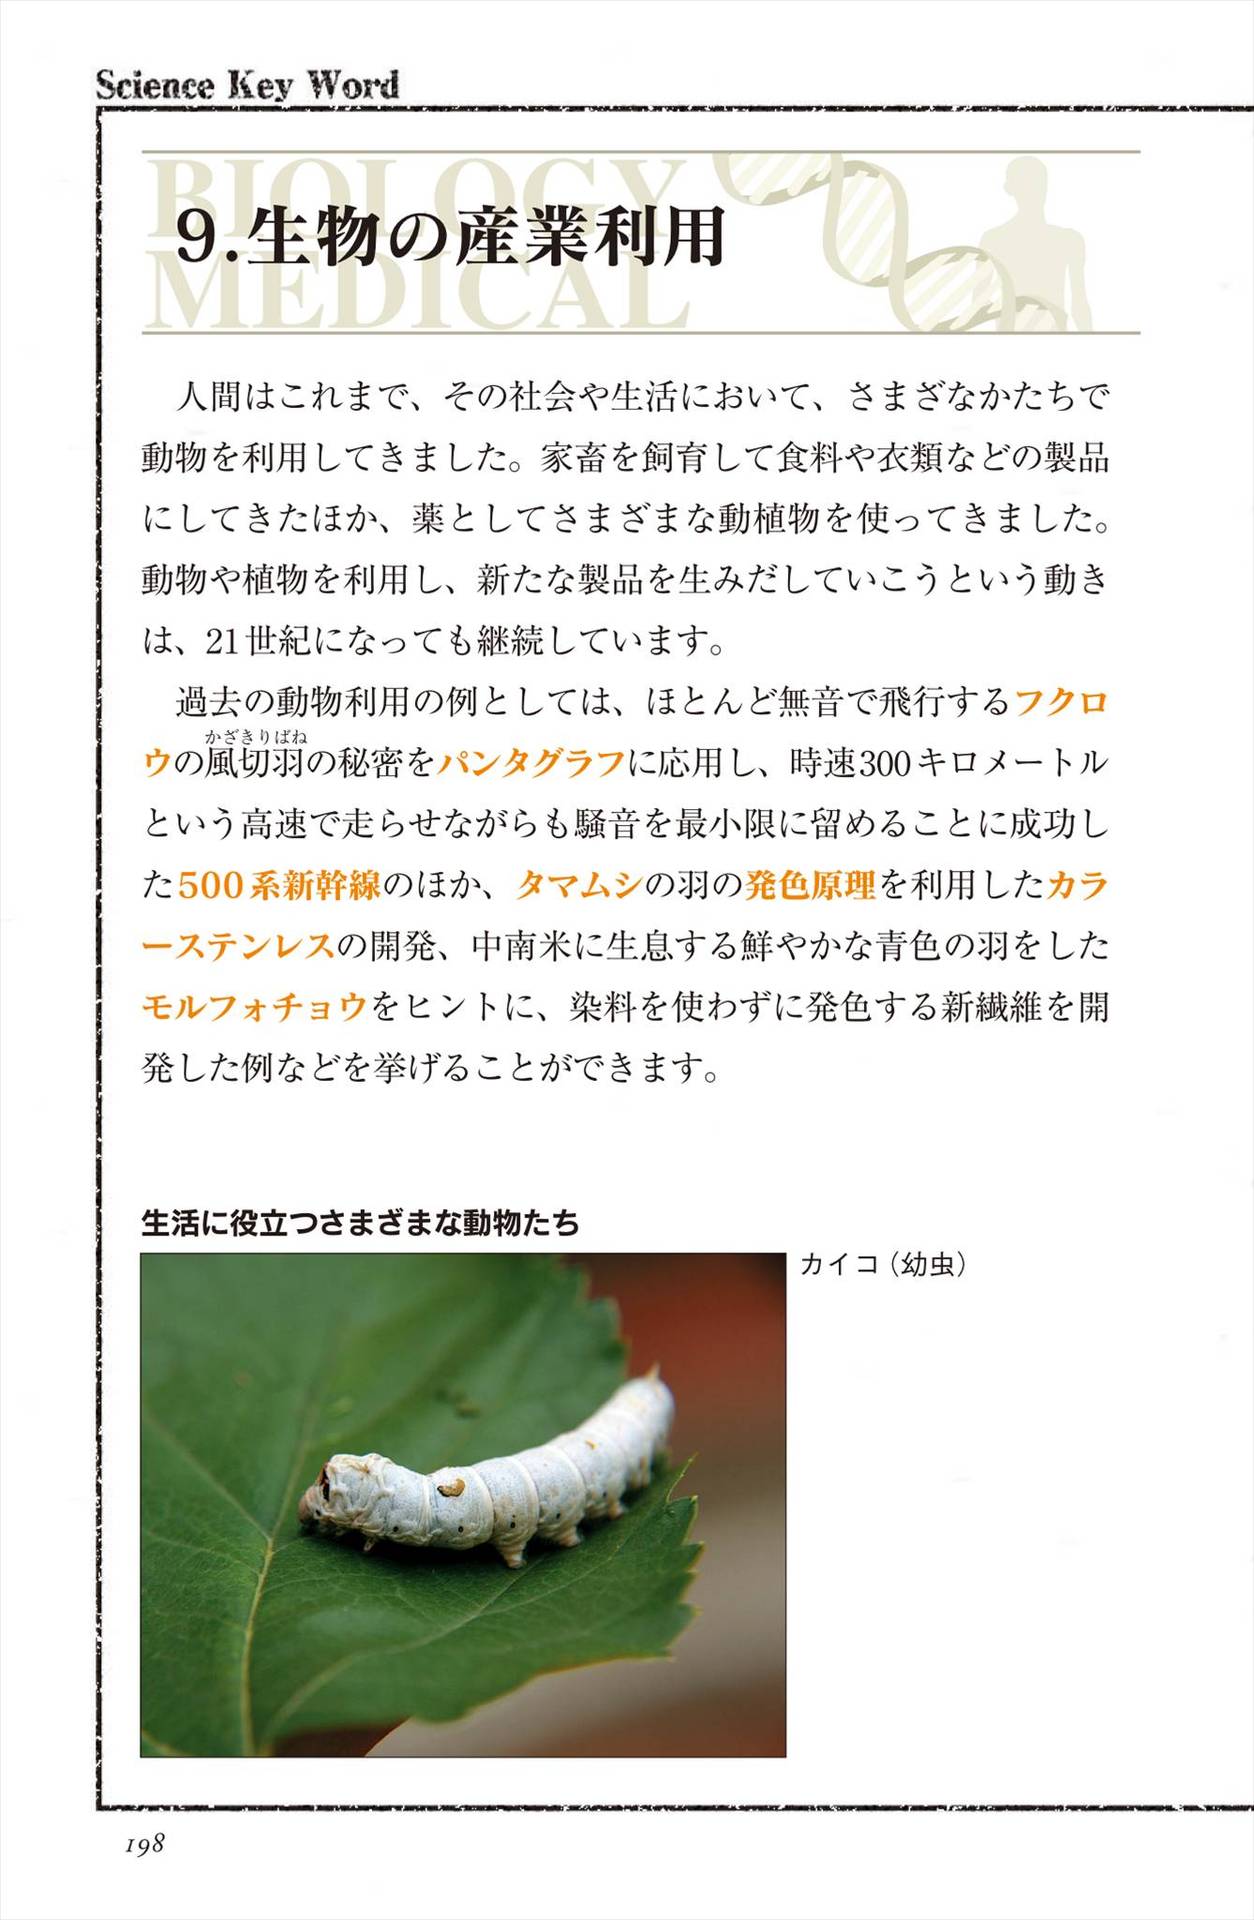 Science Key Word
BIOLOGY
MEDICAL
9.生物の産業利用
人間はこれまで、その社会や生活において、さまざなかたちで
動物を利用してきました。家畜を飼育して食料や衣類などの製品
にしてきたほか、薬としてさまざまな動植物を使ってきました。
動物や植物を利用し、新たな製品を生みだしていこうという動き
は、21世紀になっても継続しています。
過去の動物利用の例としては、ほとんど無音で飛行するフクロ
かざきりばね
ウの風切羽の秘密をパンタグラフに応用し、時速300キロメートル
という高速で走らせながらも騒音を最小限に留めることに成功し
た500系新幹線のほか、タマムシの羽の発色原理を利用したカラ
ーステンレスの開発、中南米に生息する鮮やかな青色の羽をした
モルフォチョウをヒントに、染料を使わずに発色する新繊維を開
発した例などを挙げることができます。
生活に役立つさまざまな動物たち
カイコ（幼虫）
198